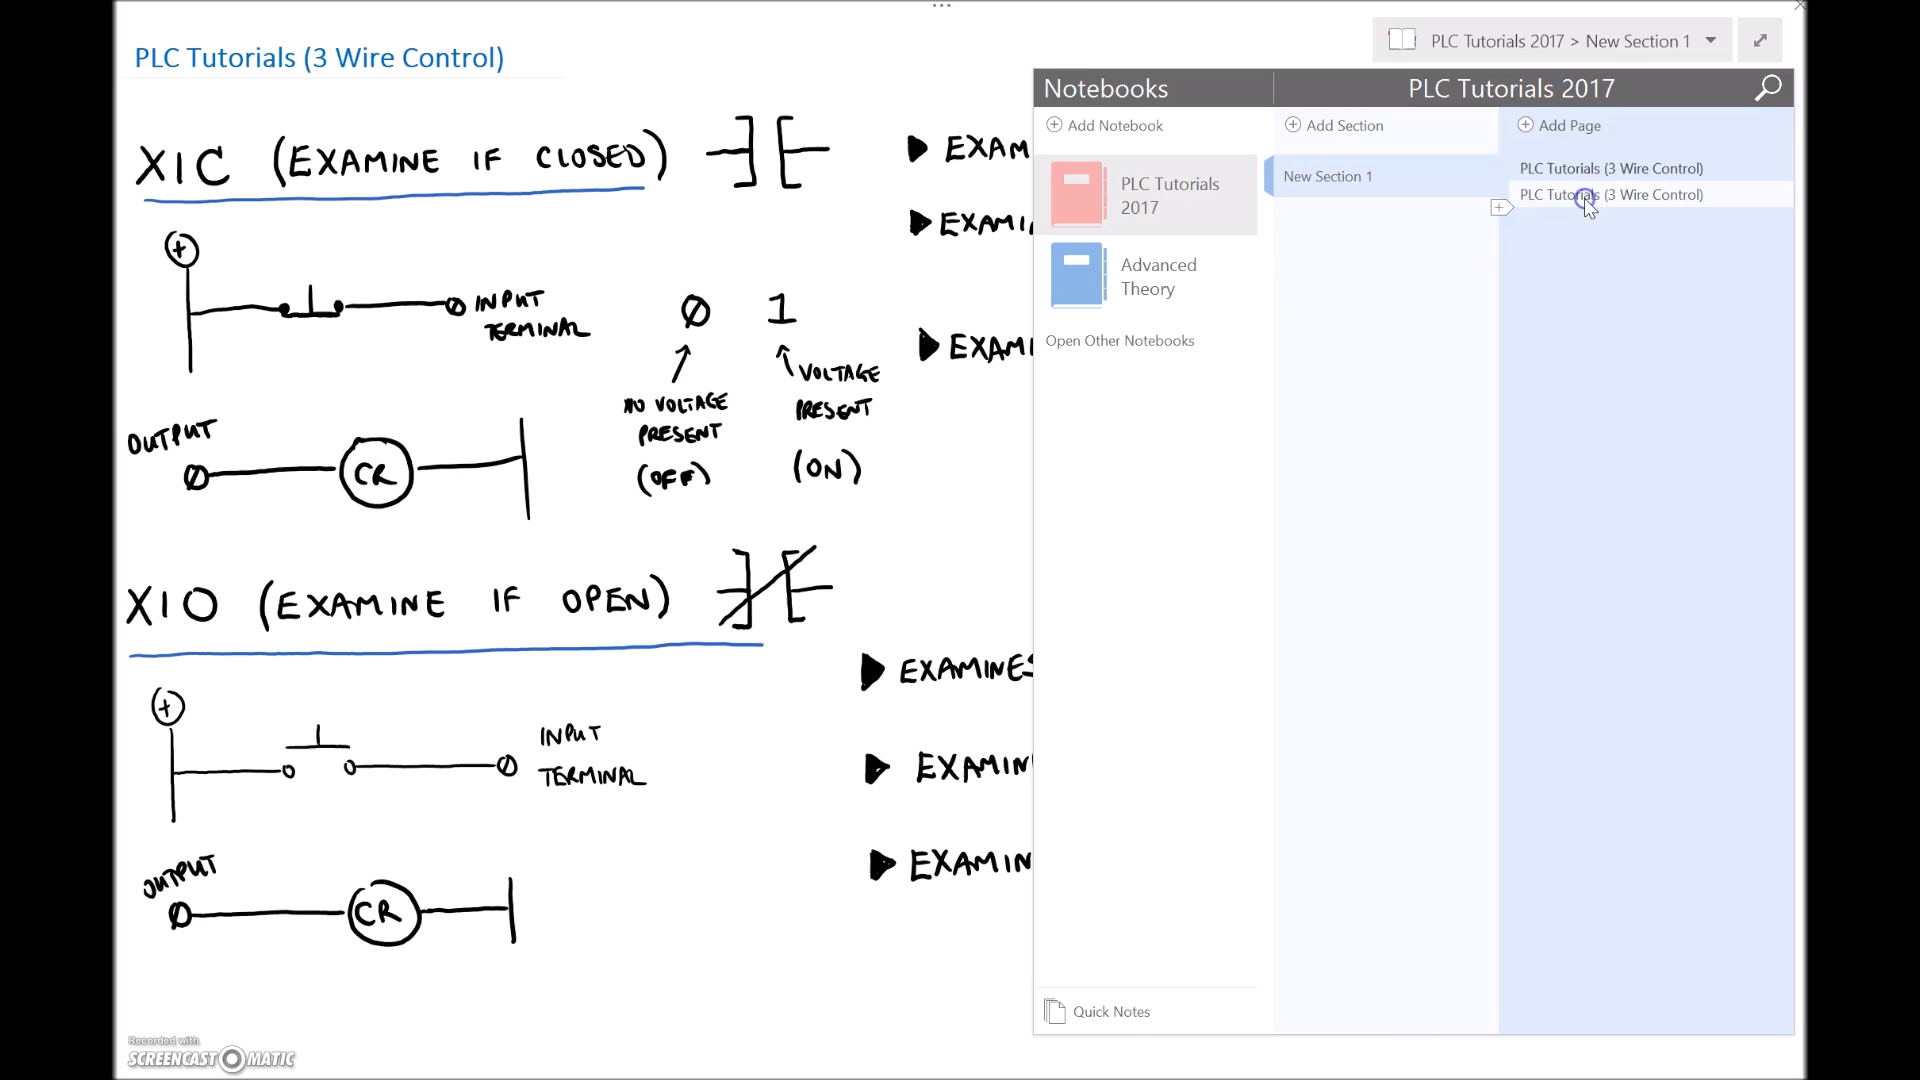 PLC Tutorials (3 Wire Control)
XIC (EXAMINE IF CLOSED)
INPUT
TERMINAL
Ø 1
NO VOLTAGE
PRESENT
(OFF)
VOLTAGE
PRESENT
(ON)
OUTPUT
CR
XIO (EXAMINE IF OPEN)
INPUT
TERMINAL
OUTPUT
CR
EXAM
EXAMI
EXAMI
EXAMINES
EXAMIN
EXAMIN
PLC Tutorials 2017 > New Section 1
Notebooks
PLC Tutorials 2017
Add Notebook
Add Section
Add Page
PLC Tutorials
2017
Advanced
Theory
Open Other Notebooks
New Section 1
PLC Tutorials (3 Wire Control)
PLC Tutorials (3 Wire Control)
Quick Notes
Recorded with
SCREENCAST MATIC